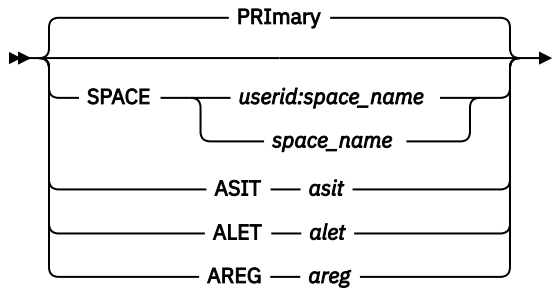 PRImary
SPACE userid:space_name
space_name
ASIT asit
ALET alet
AREG areg